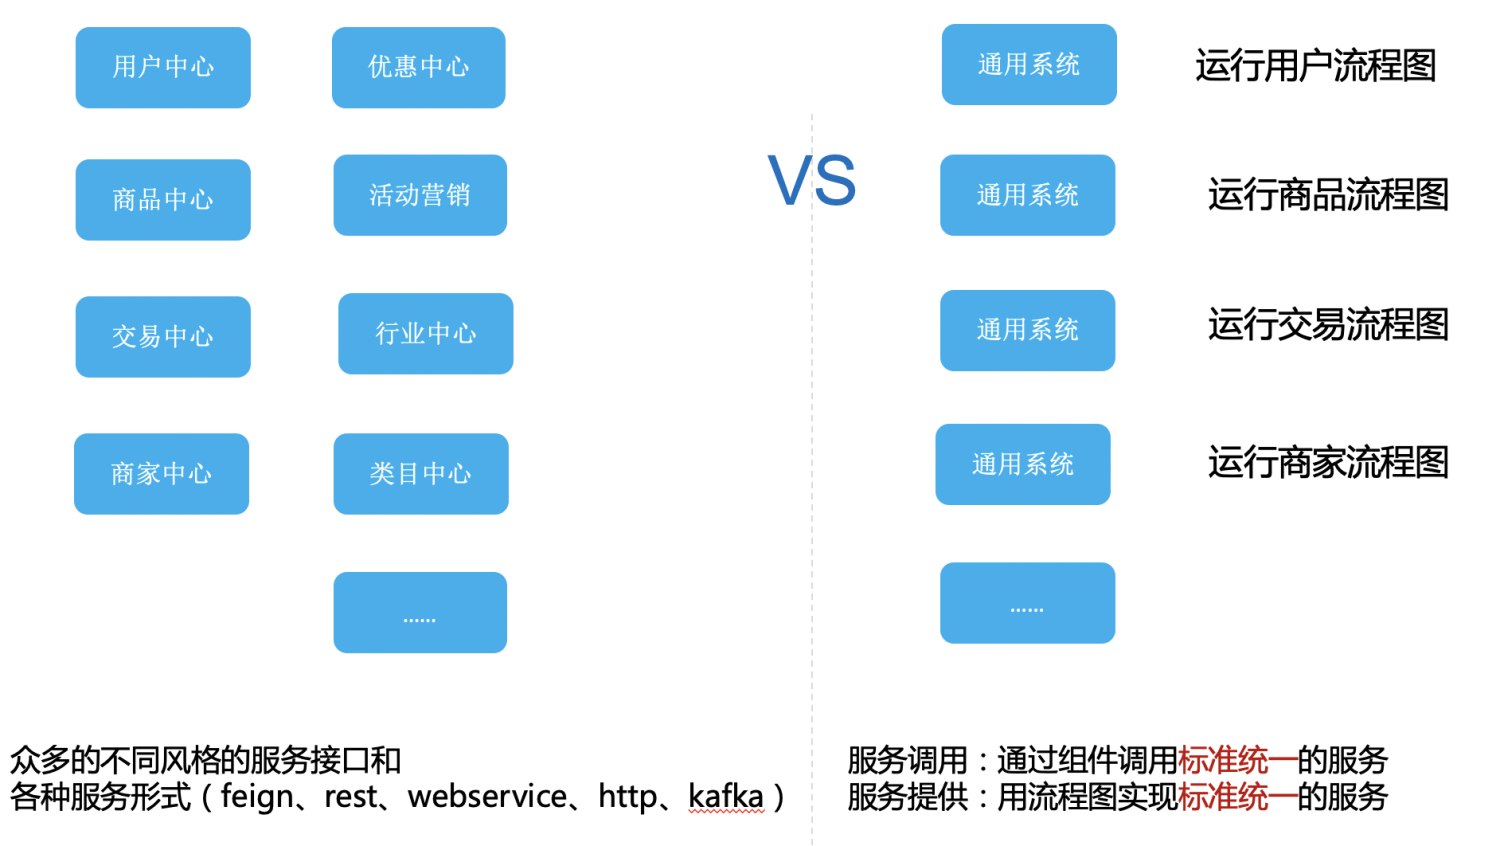 用户中心
优惠中心
商品中心
活动营销
交易中心
行业中心
商家中心
类目中心
......
众多的不同风格的服务接口和
各种服务形式（feign、rest、webservice、http、kafka）
VS
通用系统
运行用户流程图
通用系统
运行商品流程图
通用系统
运行交易流程图
通用系统
运行商家流程图
......
服务调用：通过组件调用标准统一的服务
服务提供：用流程图实现标准统一的服务